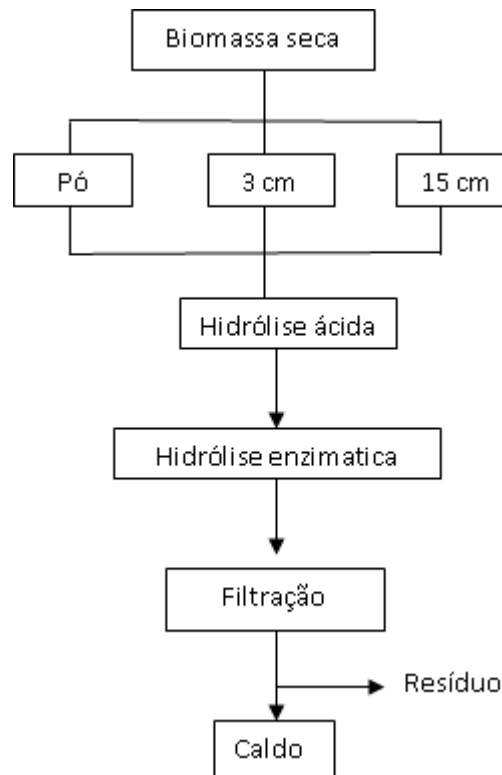 Biomassa seca
Pó
3 cm
15 cm
Hidrólise ácida
Hidrólise enzimatica
Filtração
Resíduo
Caldo